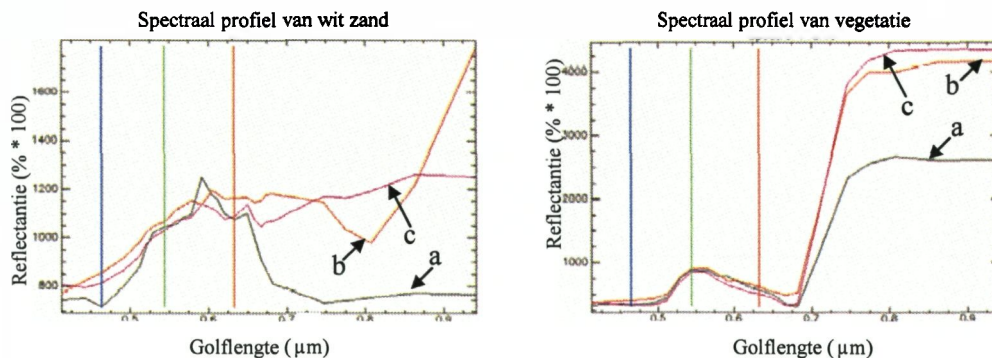 Spectraal profiel van wit zand
Reflectantie (% * 100)
1600
1400
1200
1000
800
0.5
0.6
0.7
0.8
0.9
Golflengte (µm)
b
c
a
Spectraal profiel van vegetatie
Reflectantie (% * 100)
4000
3000
2000
1000
0.5
0.6
0.7
0.8
0.9
Golflengte (µm)
c
b
a